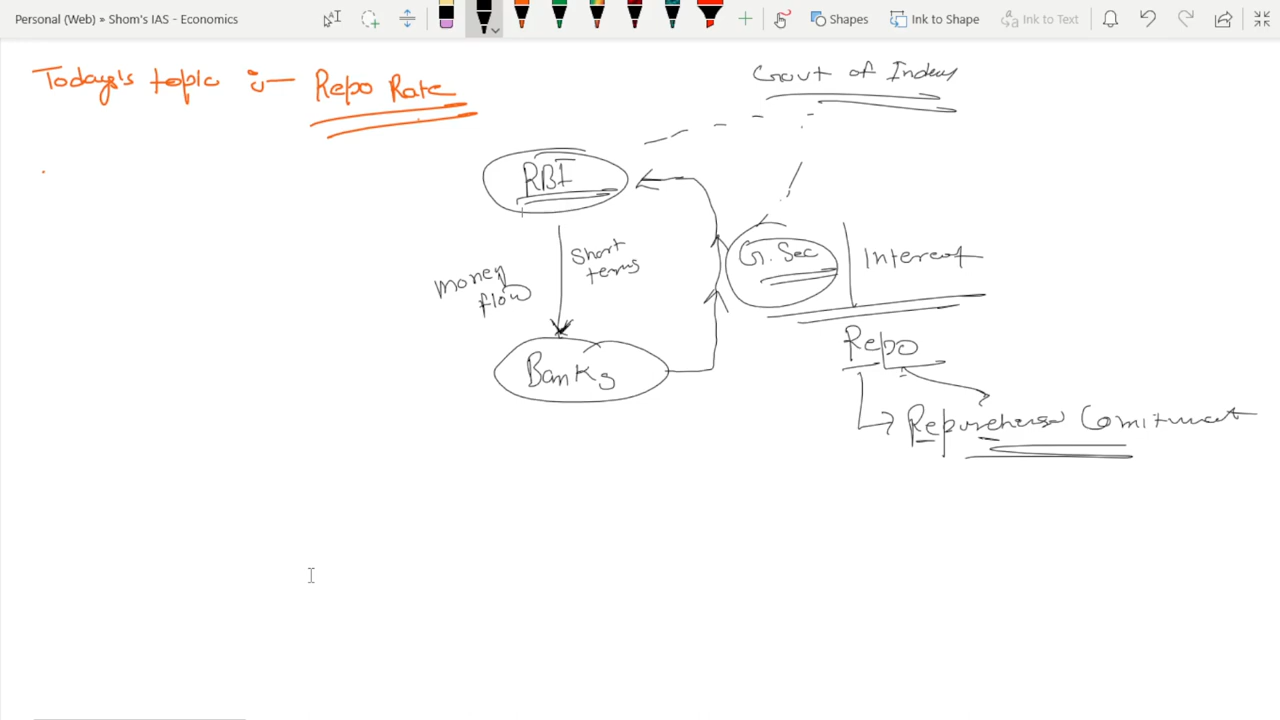 Personal (Web) » Shom's IAS - Economics
Shapes
Ink to Shape
Ink to Text
Today's topic :- Repo Rate
Govt of India
RBI
Money flow
Short terms
G.Sec
Interest
Banks
Repo
Repurchase Comitment